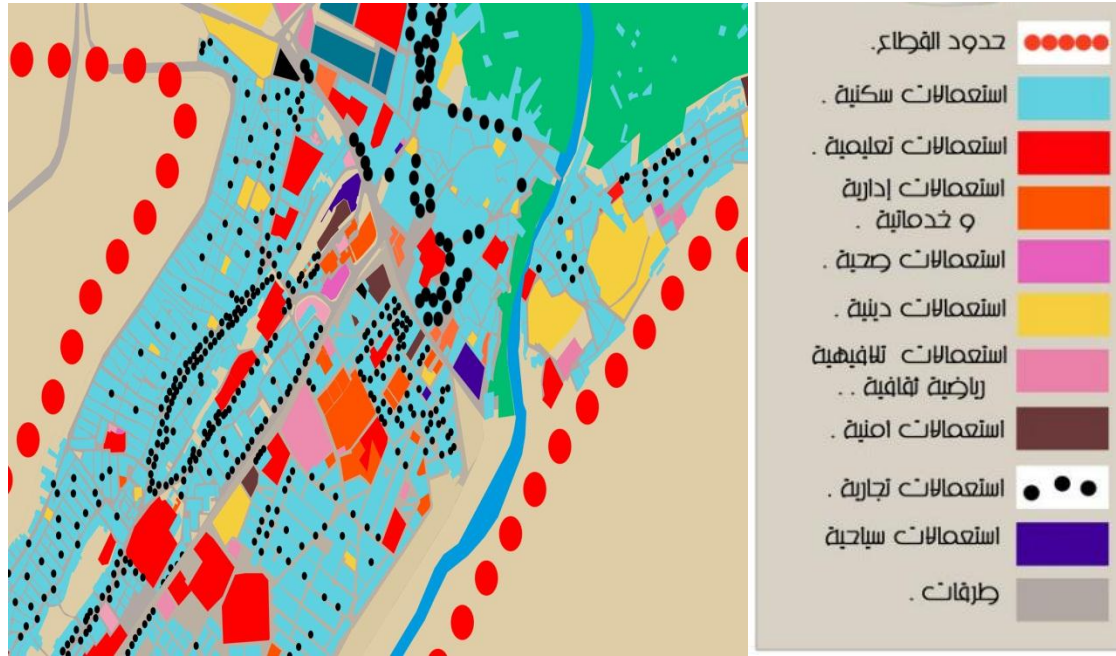 حدود القطاع.
استعمالات سكنية .
استعمالات تعليمية .
استعمالات إدارية
و خدماتية .
استعمالات صحية .
استعمالات دينية .
استعمالات تلافيهية
رياضية ثقافية . .
استعمالات امنية .
استعمالات تجارية .
استعمالات سياحية
طرقات .